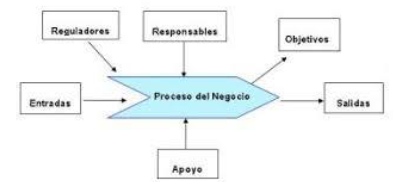 Reguladores
Responsables
Objetivos
Entradas
Proceso del Negocio
Salidas
Apoyo